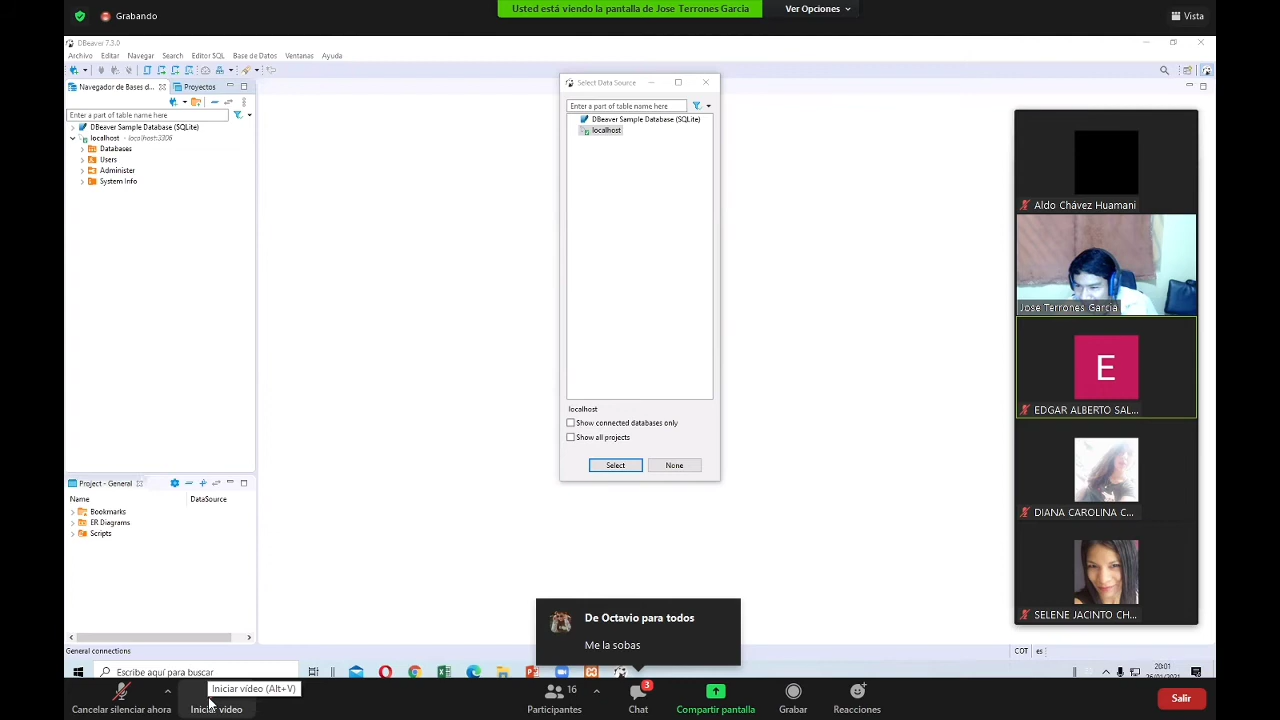 Grabando
Usted está viendo la pantalla de Jose Terrones Garcia
Ver Opciones
Vista
DBeaver 7.3.0
Archivo Editar Navegar Search Editor SQL Base de Datos Ventanas Ayuda
Navegador de Bases d...
Proyectos
Enter a part of table name here
DBeaver Sample Database (SQLite)
localhost - localhost:3306
Databases
Users
Administer
System Info
Select Data Source
Enter a part of table name here
DBeaver Sample Database (SQLite)
localhost
localhost
Show connected databases only
Show all projects
Select
None
Aldo Chávez Huamani
Jose Terrones Garcia
E
EDGAR ALBERTO SAL...
DIANA CAROLINA C...
SELENE JACINTO CH...
Project - General
Name DataSource
Bookmarks
ER Diagrams
Scripts
General connections
De Octavio para todos
Me la sobas
COT es
Escribe aquí para buscar
20:01
26/01/2021
Iniciar vídeo (Alt+V)
16
3
Cancelar silenciar ahora
Iniciar video
Participantes
Chat
Compartir pantalla
Grabar
Reacciones
Salir